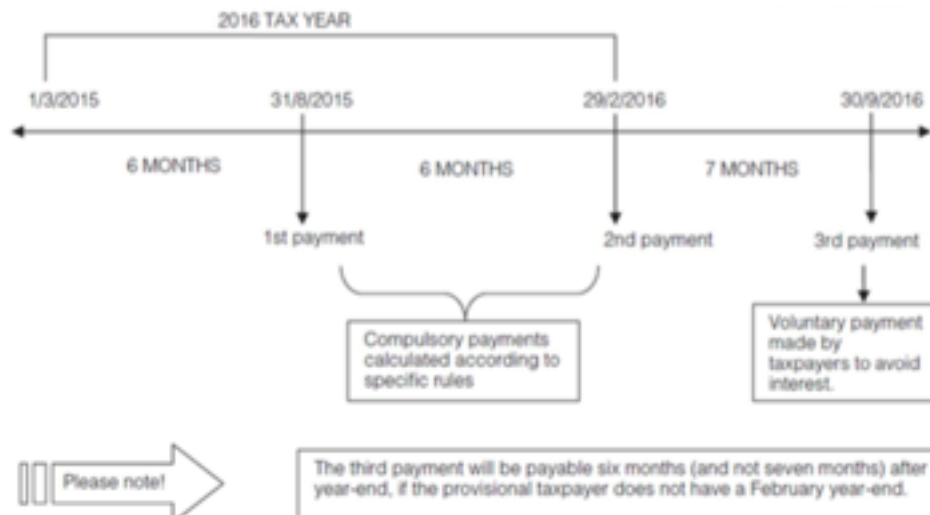 2016 TAX YEAR
1/3/2015 31/8/2015 29/2/2016 30/9/2016
6 MONTHS 6 MONTHS 7 MONTHS
1st payment 2nd payment 3rd payment
Compulsory payments
calculated according to
specific rules
Voluntary payment
made by
taxpayers to avoid
interest.
Please note!
The third payment will be payable six months (and not seven months) after
year-end, if the provisional taxpayer does not have a February year-end.